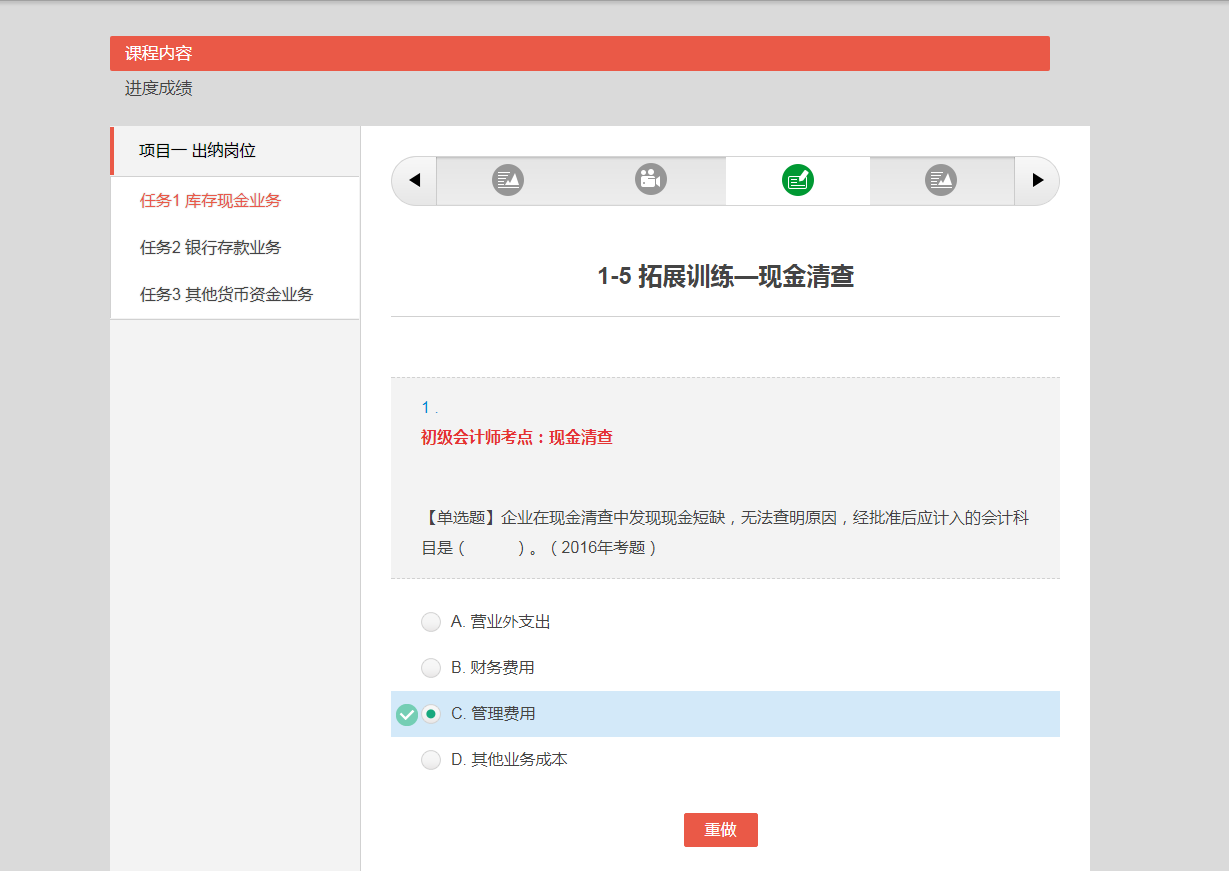 课程内容
进度成绩
项目一 出纳岗位
任务1 库存现金业务
任务2 银行存款业务
任务3 其他货币资金业务
1-5 拓展训练—现金清查
1 .
初级会计师考点：现金清查
【单选题】企业在现金清查中发现现金短缺，无法查明原因，经批准后应计入的会计科
目是（　　　）。（2016年考题）
A. 营业外支出
B. 财务费用
C. 管理费用
D. 其他业务成本
重做